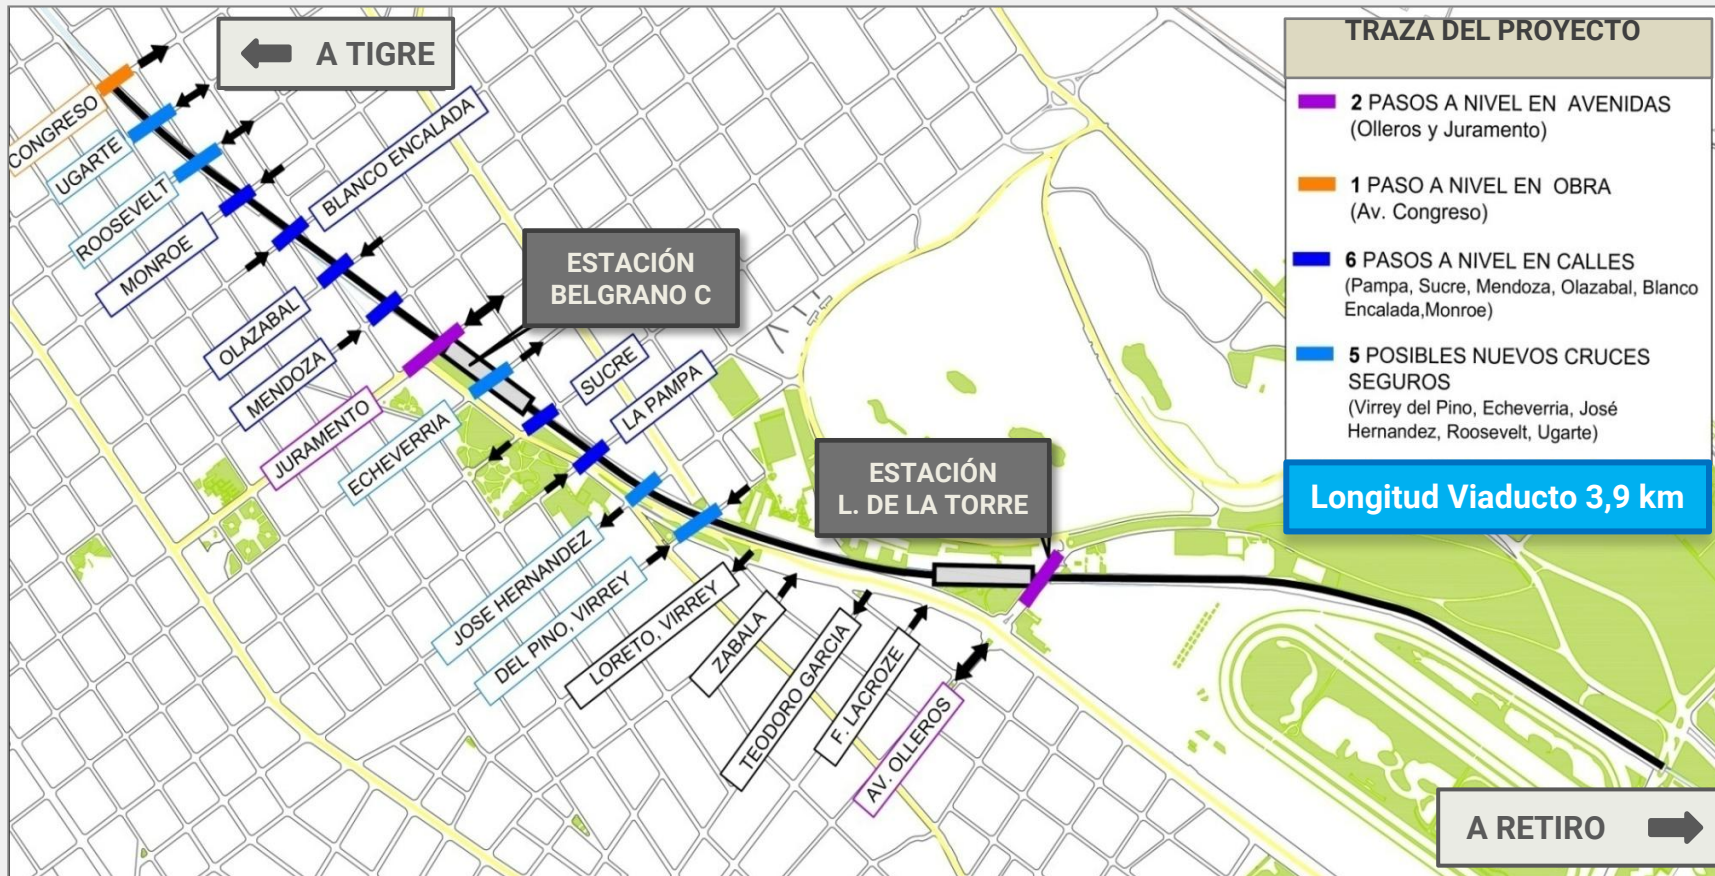 A TIGRE
CONGRESO
UGARTE
ROOSEVELT
MONROE
BLANCO ENCALADA
OLAZABAL
MENDOZA
JURAMENTO
ECHEVERRIA
ESTACIÓN
BELGRANO C
SUCRE
LA PAMPA
JOSE HERNANDEZ
DEL PINO, VIRREY
LORETO, VIRREY
ZABALA
TEODORO GARCIA
F. LACROZE
AV. OLLEROS
ESTACIÓN
L. DE LA TORRE
TRAZA DEL PROYECTO
2 PASOS A NIVEL EN AVENIDAS
(Olleros y Juramento)
1 PASO A NIVEL EN OBRA
(Av. Congreso)
6 PASOS A NIVEL EN CALLES
(Pampa, Sucre, Mendoza, Olazabal, Blanco
Encalada,Monroe)
5 POSIBLES NUEVOS CRUCES
SEGUROS
(Virrey del Pino, Echeverria, José
Hernandez, Roosevelt, Ugarte)
Longitud Viaducto 3,9 km
A RETIRO